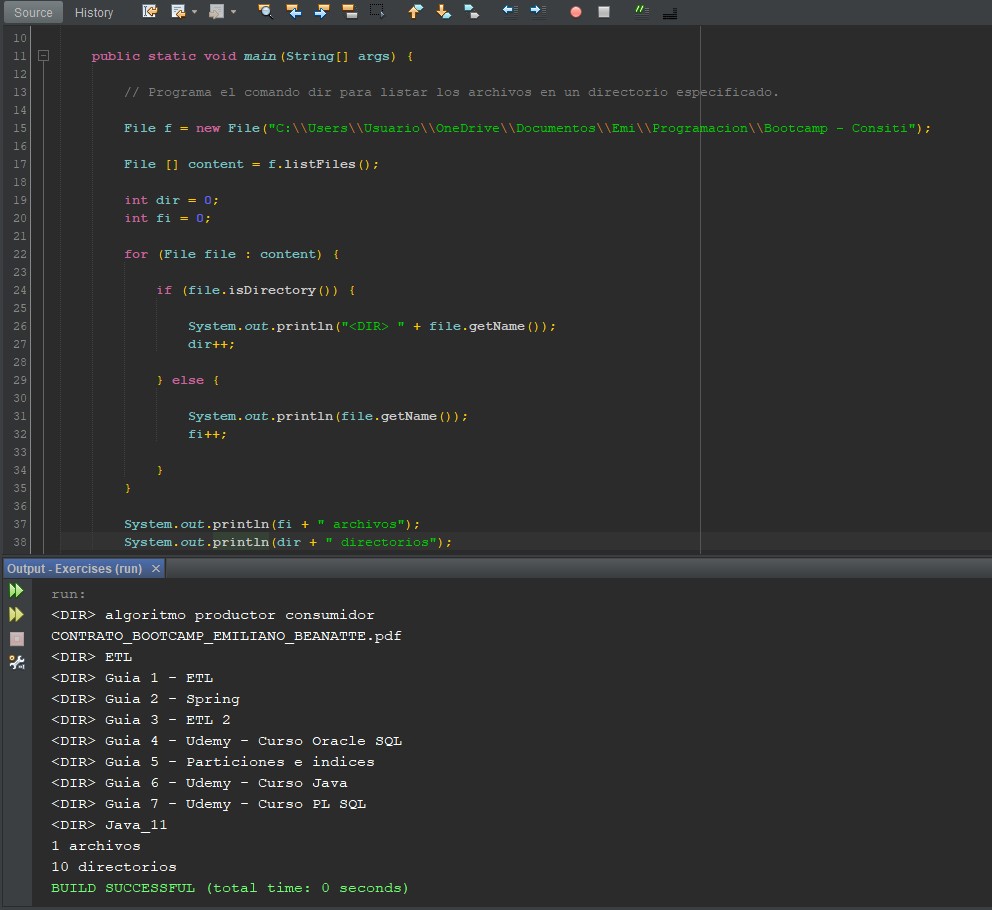 Source History
10
11 public static void main (String[] args) {
12
13 // Programa el comando dir para listar los archivos en un directorio especificado.
14
15 File f = new File("C:\\Users\\Usuario\\OneDrive\\Documentos\\Emi\\Programacion\\Bootcamp - Consiti");
16
17 File [] content = f.listFiles();
18
19 int dir = 0;
20 int fi = 0;
21
22 for (File file : content) {
23
24 if (file.isDirectory()) {
25
26 System.out.println("<DIR> " + file.getName());
27 dir++;
28
29 } else {
30
31 System.out.println(file.getName());
32 fi++;
33
34 }
35 }
36
37 System.out.println(fi + " archivos");
38 System.out.println(dir + " directorios");
Output - Exercises (run) ×
run:
<DIR> algoritmo productor consumidor
CONTRATO_BOOTCAMP_EMILIANO_BEANATTE.pdf
<DIR> ETL
<DIR> Guia 1 - ETL
<DIR> Guia 2 - Spring
<DIR> Guia 3 - ETL 2
<DIR> Guia 4 - Udemy - Curso Oracle SQL
<DIR> Guia 5 - Particiones e indices
<DIR> Guia 6 - Udemy - Curso Java
<DIR> Guia 7 - Udemy - Curso PL SQL
<DIR> Java_11
1 archivos
10 directorios
BUILD SUCCESSFUL (total time: 0 seconds)